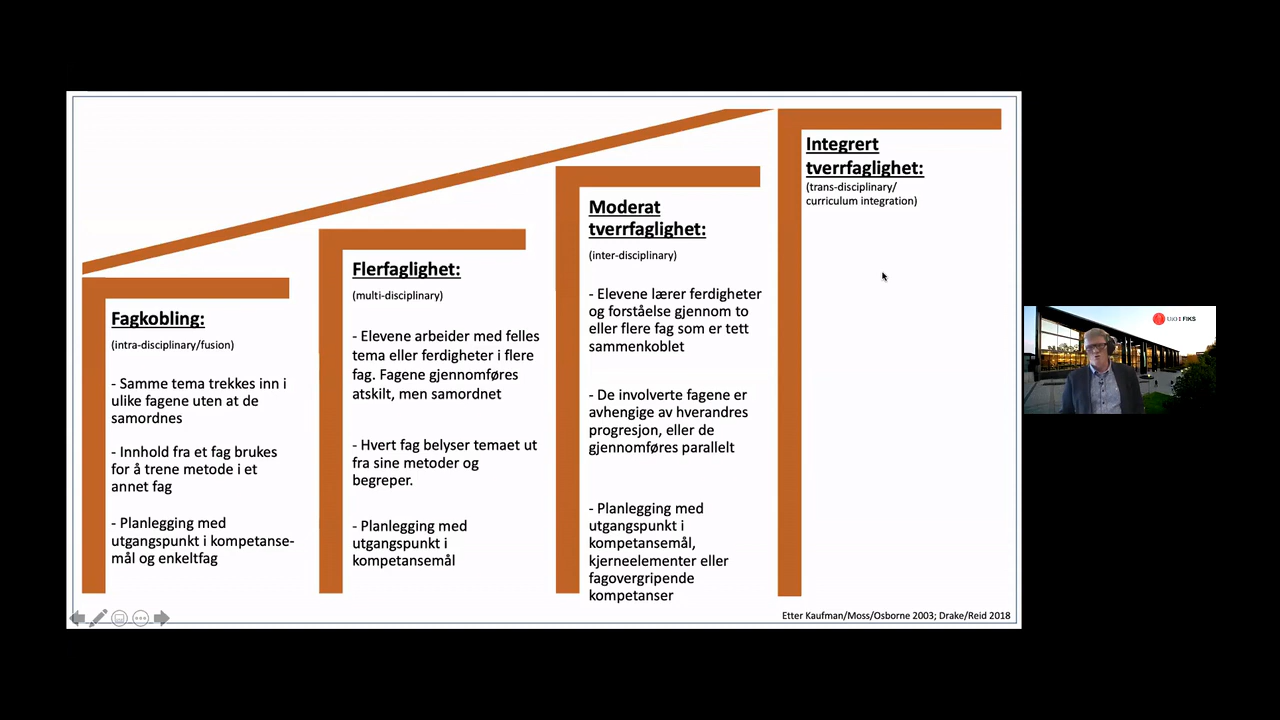 Fagkobling:
(intra-disciplinary/fusion)
- Samme tema trekkes inn i
ulike fagene uten at de
samordnes
- Innhold fra et fag brukes
for å trene metode i et
annet fag
- Planlegging med
utgangspunkt i kompetanse-
mål og enkeltfag
Flerfaglighet:
(multi-disciplinary)
- Elevene arbeider med felles
tema eller ferdigheter i flere
fag. Fagene gjennomføres
atskilt, men samordnet
- Hvert fag belyser temaet ut
fra sine metoder og
begreper.
- Planlegging med
utgangspunkt i
kompetansemål
Moderat
tverrfaglighet:
(inter-disciplinary)
- Elevene lærer ferdigheter
og forståelse gjennom to
eller flere fag som er tett
sammenkoblet
- De involverte fagene er
avhengige av hverandres
progresjon, eller de
gjennomføres parallelt
- Planlegging med
utgangspunkt i
kompetansemål,
kjerneelementer eller
fagovergripende
kompetanser
Integrert
tverrfaglighet:
(trans-disciplinary/
curriculum integration)
Etter Kaufman/Moss/Osborne 2003; Drake/Reid 2018
UiO FIKS